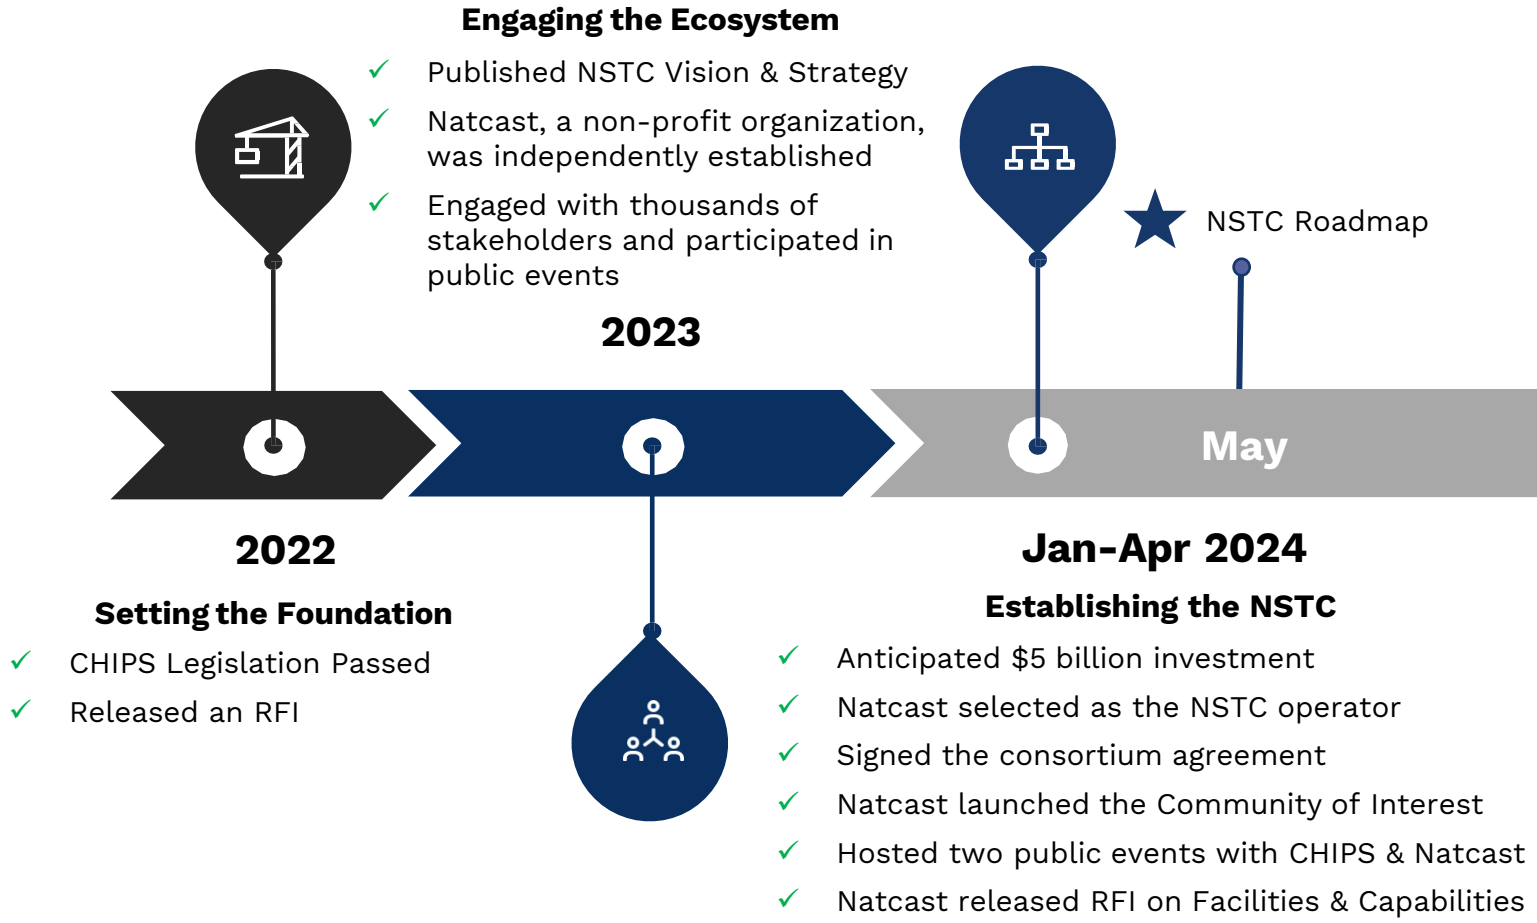 Engaging the Ecosystem
Published NSTC Vision & Strategy
Natcast, a non-profit organization,
was independently established
Engaged with thousands of
stakeholders and participated in
public events
2023
NSTC Roadmap
May
2022
Setting the Foundation
CHIPS Legislation Passed
Released an RFI
Jan-Apr 2024
Establishing the NSTC
Anticipated $5 billion investment
Natcast selected as the NSTC operator
Signed the consortium agreement
Natcast launched the Community of Interest
Hosted two public events with CHIPS & Natcast
Natcast released RFI on Facilities & Capabilities